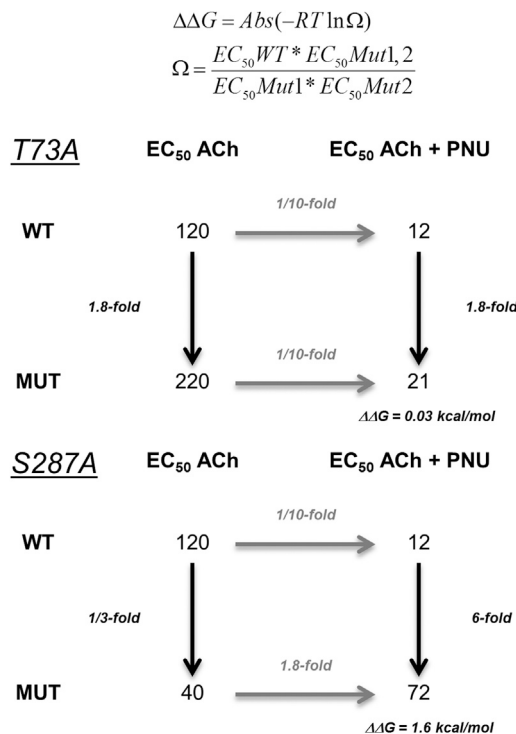 ΔΔG = Abs(−RT lnΩ)
Ω = EC50WT * EC50Mut1,2 / EC50Mut1* EC50Mut2
T73A EC50 ACh EC50 ACh + PNU
1/10-fold
WT 120 12
1.8-fold 1.8-fold
1/10-fold
MUT 220 21
ΔΔG = 0.03 kcal/mol
S287A EC50 ACh EC50 ACh + PNU
1/10-fold
WT 120 12
1/3-fold 6-fold
1.8-fold
MUT 40 72
ΔΔG = 1.6 kcal/mol